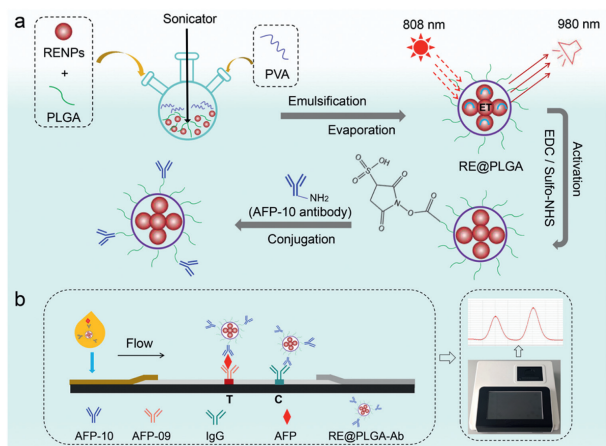 a
Sonicator
RENPs
+
PLGA
PVA
808 nm
980 nm
Emulsification
Evaporation
ET
RE@PLGA
Activation
EDC / Sulfo-NHS
OH
O
S
O
O
N
O
O
O
NH2
(AFP-10 antibody)
Conjugation
b
Flow
T
C
AFP-10
AFP-09
IgG
AFP
RE@PLGA-Ab